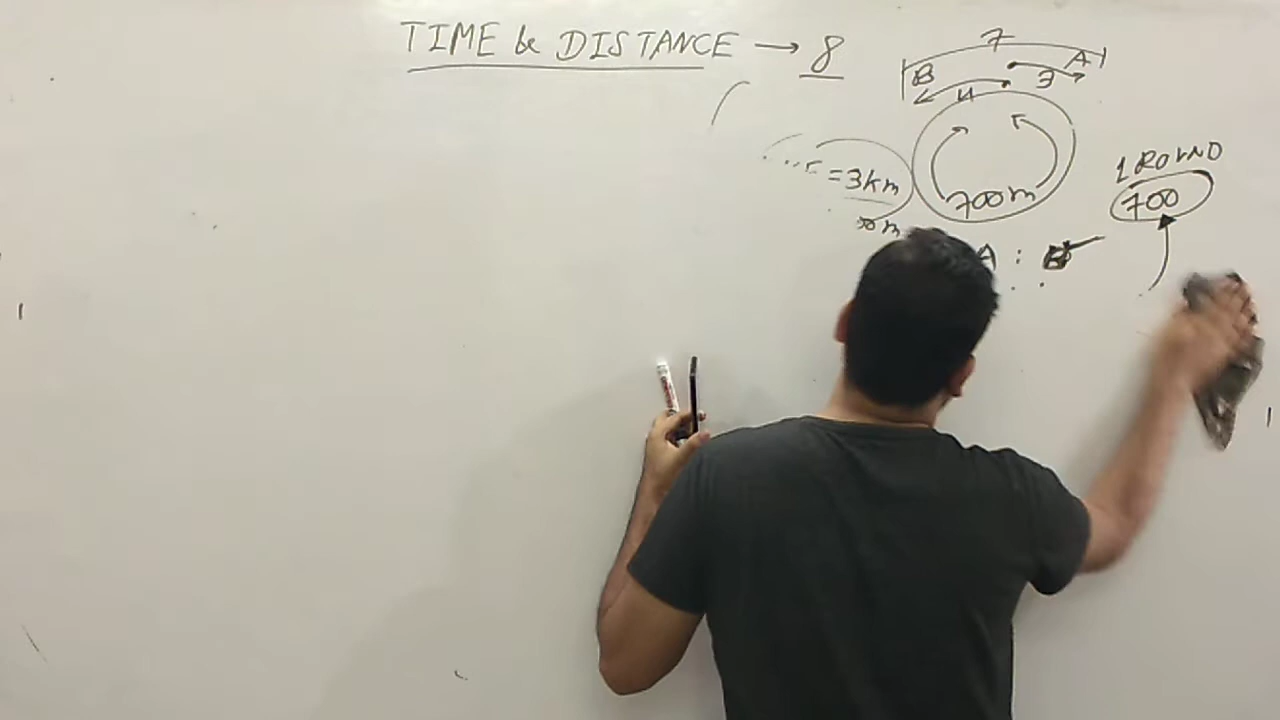 TIME & DISTANCE → 8
7
B A
4 3
1 ROUND
= 3km
700m
700
A :